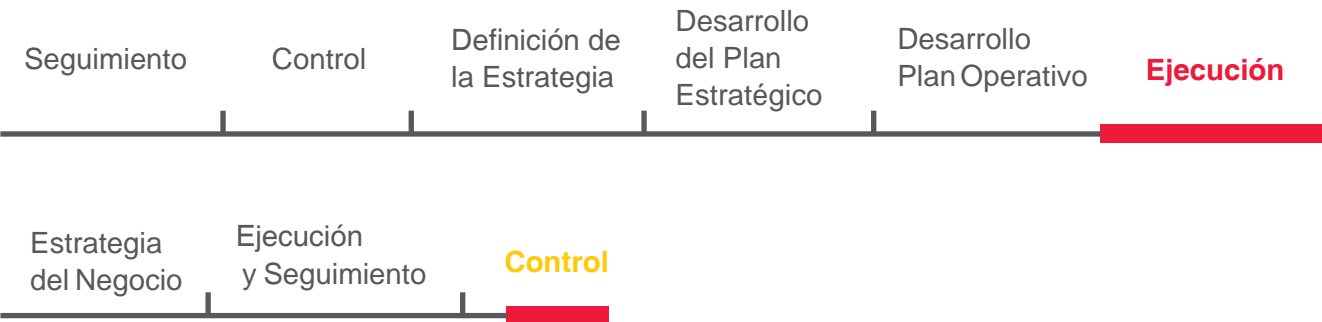 Seguimiento
Control
Definición de
la Estrategia
Desarrollo
del Plan
Estratégico
Desarrollo
Plan Operativo
Ejecución
Estrategia
del Negocio
Ejecución
y Seguimiento
Control